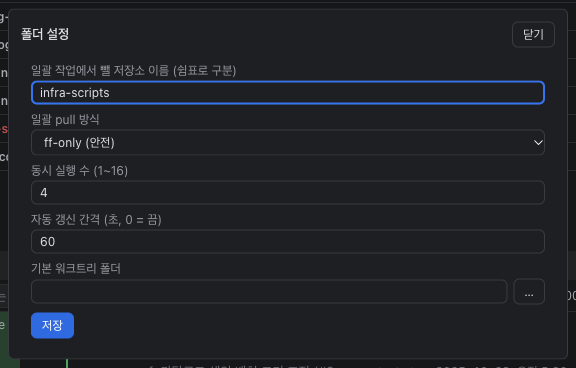 폴더 설정
닫기
일괄 작업에서 뺄 저장소 이름 (쉼표로 구분)
infra-scripts
일괄 pull 방식
ff-only (안전)
동시 실행 수 (1~16)
4
자동 갱신 간격 (초, 0 = 끔)
60
기본 워크트리 폴더
...
저장